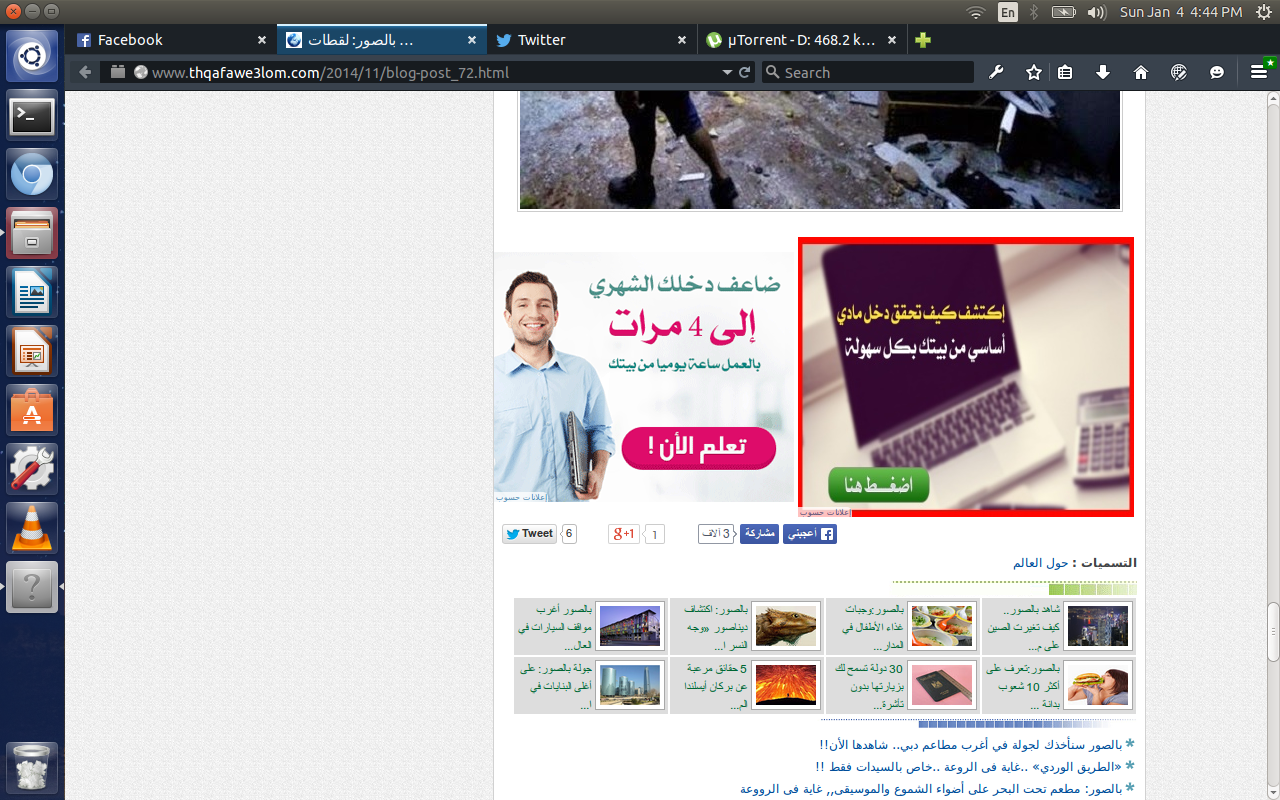 En
Sun Jan 4 4:44 PM
Facebook
بالصور: لقطات ...
Twitter
µTorrent - D: 468.2 k...
www.thqafawe3lom.com/2014/11/blog-post_72.html
Search
ضاعف دخلك الشهري
إلى 4 مرات
بالعمل ساعة يوميا من بيتك
تعلم الأن !
إعلانات حسوب
إكتشف كيف تحقق دخل مادي
أساسي من بيتك بكل سهولة
اضغط هنا
إعلانات حسوب
Tweet 6
g+1 1
3 آلاف مشاركة أعجبني
التسميات : حول العالم
شاهد بالصور..
كيف تغيرت الصين
على م...
بالصور:وجبات
غذاء الأطفال في
المدار...
بالصور: اكتشاف
ديناصور «وجه
النسر ا...
بالصور أغرب
مواقف السيارات في
العال...
بالصور:تعرف على
أكثر 10 شعوب
بدانة ...
30 دولة تسمح لك
بزيارتها بدون
تأشرة...
5 حقائق مرعبة
عن بركان آيسلندا
الم...
جولة بالصور: على
أغلى البنايات في
ا...
* بالصور سنأخذك لجولة في أغرب مطاعم دبي.. شاهدها الأن!!
* «الطريق الوردي» ..غاية فى الروعة ..خاص بالسيدات فقط !!
* بالصور: مطعم تحت البحر على أضواء الشموع والموسيقى,, غاية فى الرووعة